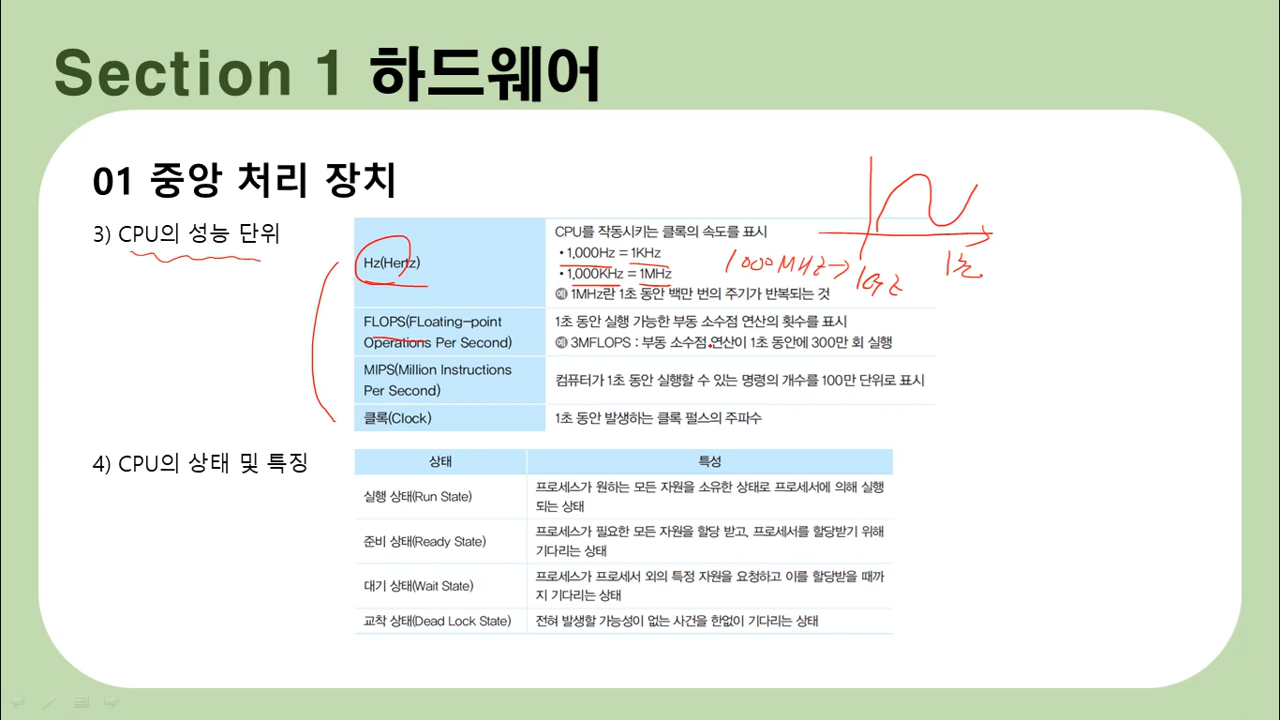 Section 1 하드웨어
01 중앙 처리 장치
3) CPU의 성능 단위
Hz(Hertz)
CPU를 작동시키는 클록의 속도를 표시
• 1,000Hz = 1KHz
• 1,000KHz = 1MHz
예 1MHz란 1초 동안 백만 번의 주기가 반복되는 것
1000MHz→
1GHz
1초
FLOPS(FLoating-point
Operations Per Second)
1초 동안 실행 가능한 부동 소수점 연산의 횟수를 표시
예 3MFLOPS : 부동 소수점 연산이 1초 동안에 300만 회 실행
MIPS(Million Instructions
Per Second)
컴퓨터가 1초 동안 실행할 수 있는 명령의 개수를 100만 단위로 표시
클록(Clock)
1초 동안 발생하는 클록 펄스의 주파수
4) CPU의 상태 및 특징
상태
특성
실행 상태(Run State)
프로세스가 원하는 모든 자원을 소유한 상태로 프로세서에 의해 실행
되는 상태
준비 상태(Ready State)
프로세스가 필요한 모든 자원을 할당 받고, 프로세서를 할당받기 위해
기다리는 상태
대기 상태(Wait State)
프로세스가 프로세서 외의 특정 자원을 요청하고 이를 할당받을 때까
지 기다리는 상태
교착 상태(Dead Lock State)
전혀 발생할 가능성이 없는 사건을 한없이 기다리는 상태